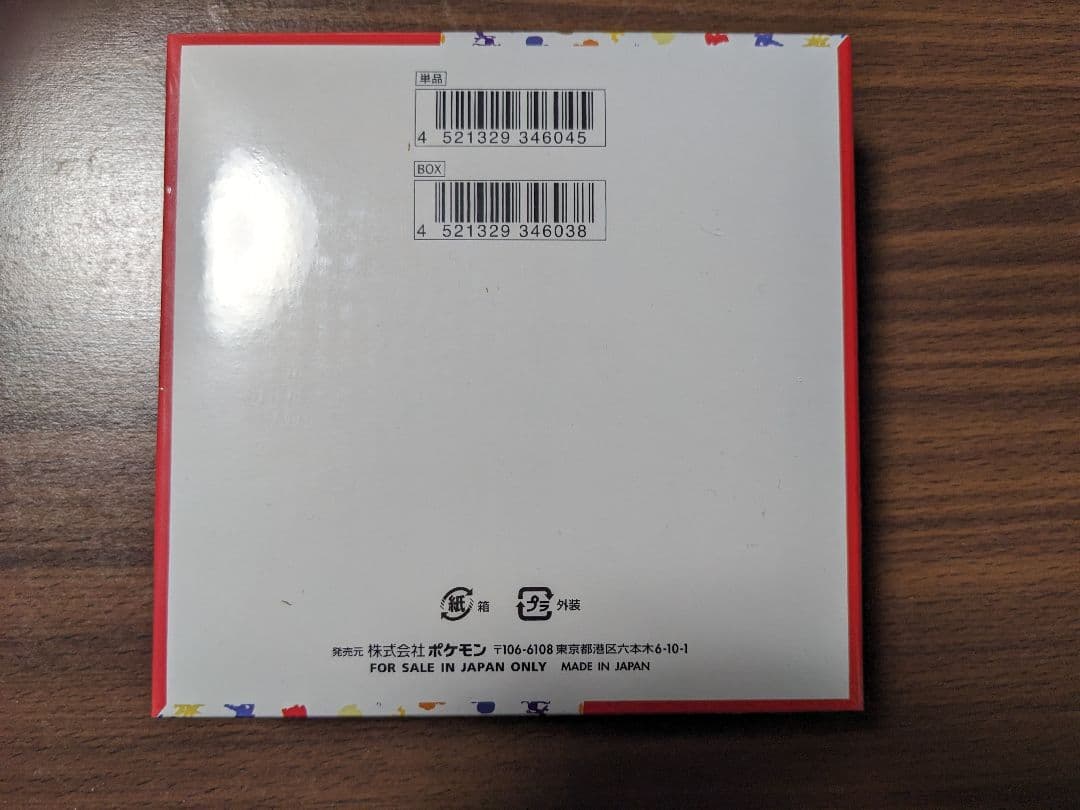 単品
4 521329 346045
BOX
4 521329 346038
紙 箱 プラ 外装
発売元 株式会社ポケモン 〒106-6108 東京都港区六本木6-10-1
FOR SALE IN JAPAN ONLY MADE IN JAPAN